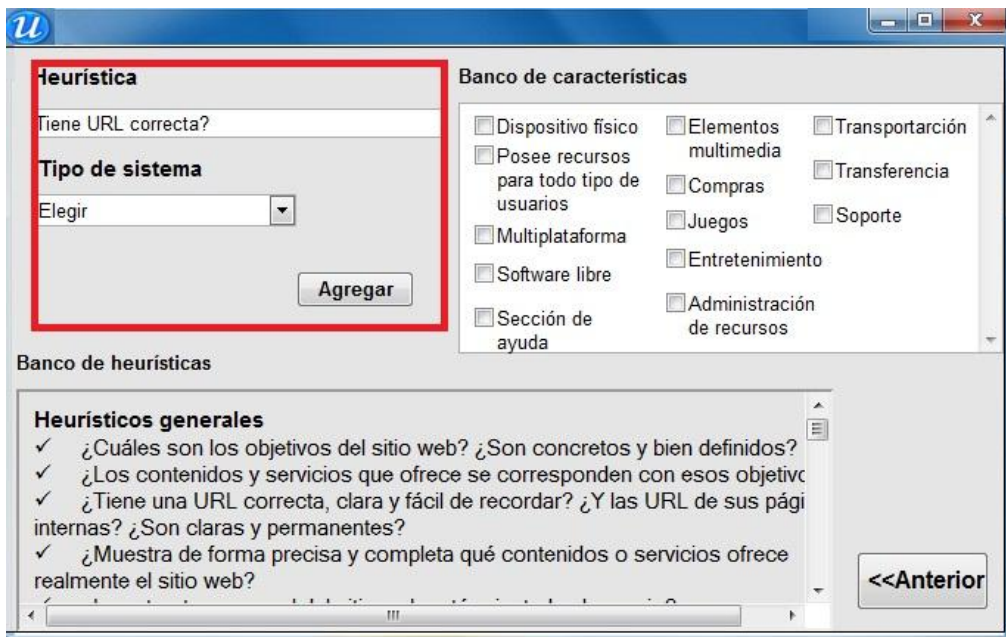 u
Heurística
Tiene URL correcta?
Tipo de sistema
Elegir
Agregar
Banco de características
Dispositivo físico
Posee recursos
para todo tipo de
usuarios
Multiplataforma
Software libre
Sección de
ayuda
Elementos
multimedia
Compras
Juegos
Entretenimiento
Administración
de recursos
Transportarción
Transferencia
Soporte
Banco de heurísticas
Heurísticos generales
✓ ¿Cuáles son los objetivos del sitio web? ¿Son concretos y bien definidos?
✓ ¿Los contenidos y servicios que ofrece se corresponden con esos objetivo
✓ ¿Tiene una URL correcta, clara y fácil de recordar? ¿Y las URL de sus pági
internas? ¿Son claras y permanentes?
✓ ¿Muestra de forma precisa y completa qué contenidos o servicios ofrece
realmente el sitio web?
<<Anterior